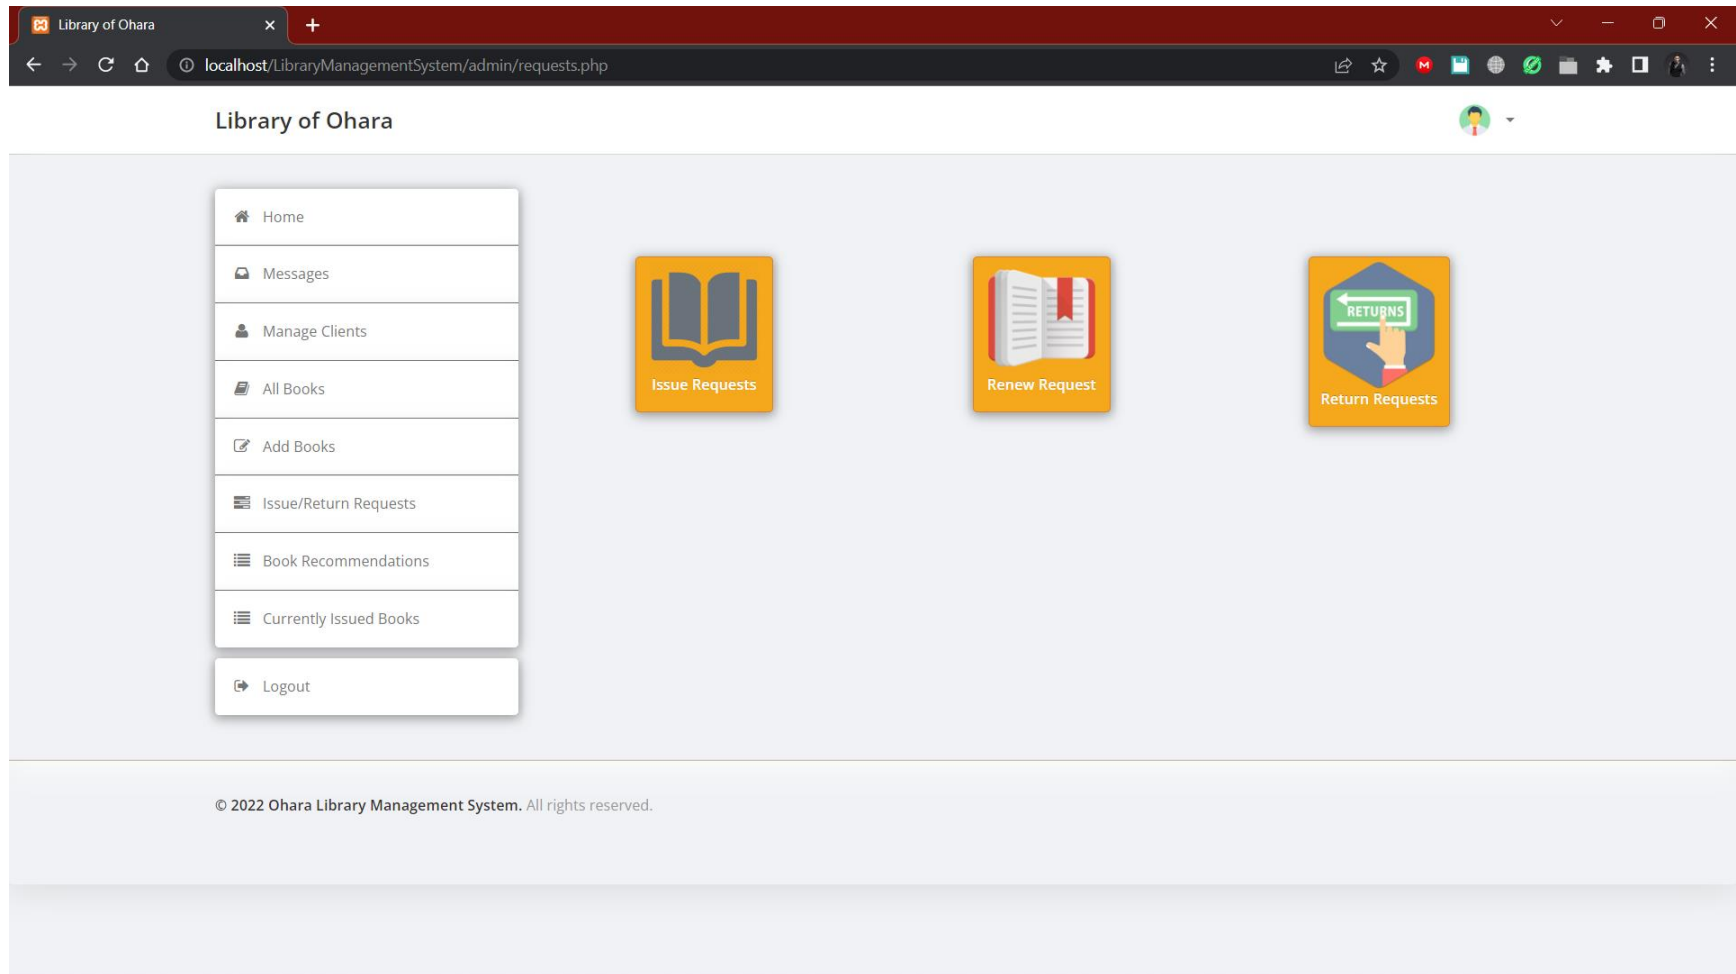 Library of Ohara
localhost/LibraryManagementSystem/admin/requests.php
M
Library of Ohara
Home
Messages
Manage Clients
All Books
Add Books
Issue/Return Requests
Book Recommendations
Currently Issued Books
Logout
Issue Requests
Renew Request
RETURNS
Return Requests
© 2022 Ohara Library Management System. All rights reserved.